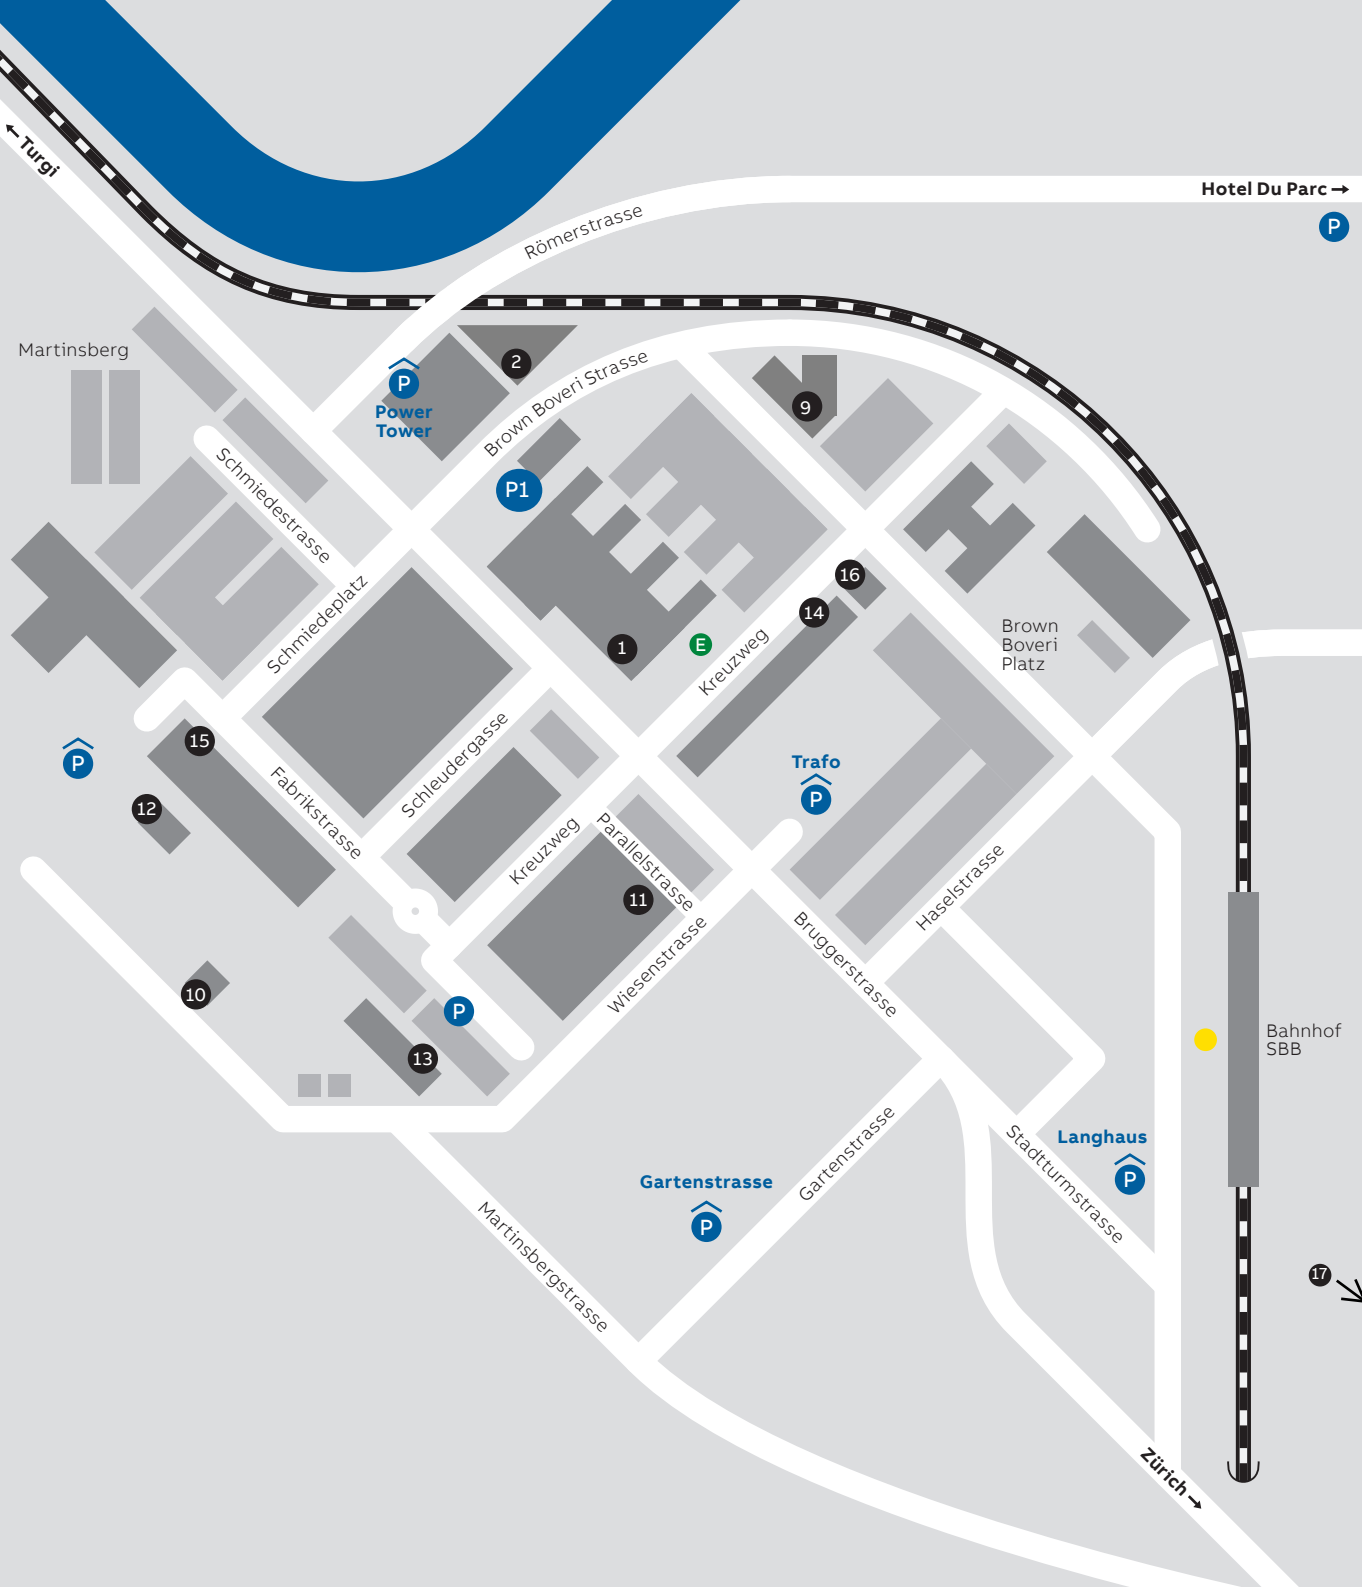 ← Turgi
Hotel Du Parc →
P
Römerstrasse
Martinsberg
2
P
Power
Tower
Brown Boveri Strasse
9
Schmiedestrasse
P1
16
14
Schmiedeplatz
1
E
Kreuzweg
Brown
Boveri
Platz
15
P
12
Fabrikstrasse
Schleudergasse
Trafo
P
Kreuzweg
Parallelstrasse
11
Haselstrasse
Wiesenstrasse
Bruggerstrasse
10
P
13
Bahnhof
SBB
Gartenstrasse
Stadtturmstrasse
Langhaus
P
Gartenstrasse
P
Martinsbergstrasse
17
Zürich →